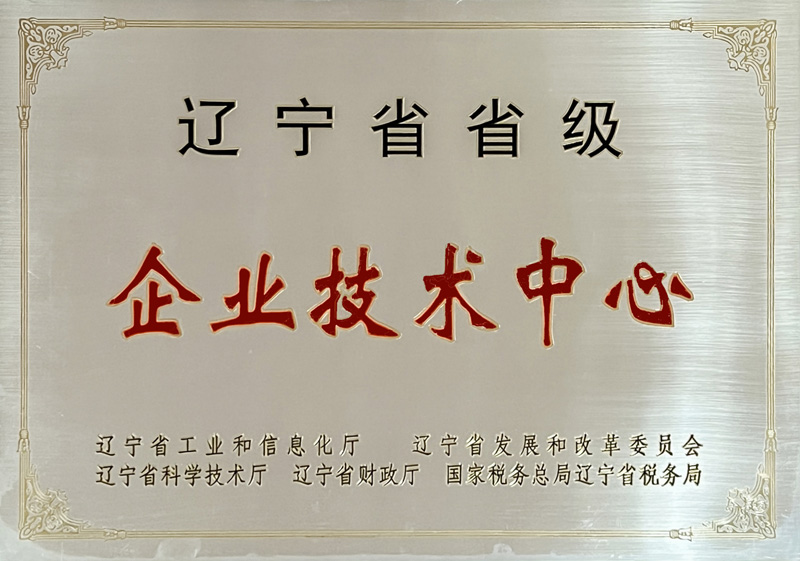 辽宁省省级
企业技术中心
辽宁省工业和信息化厅 辽宁省发展和改革委员会
辽宁省科学技术厅 辽宁省财政厅 国家税务总局辽宁省税务局